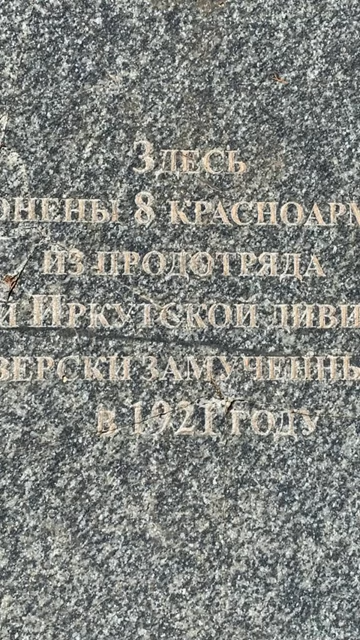 Здесь
онены 8 красноарм
из продотряда
й Иркутской диви
верски замученны
в 1921 году